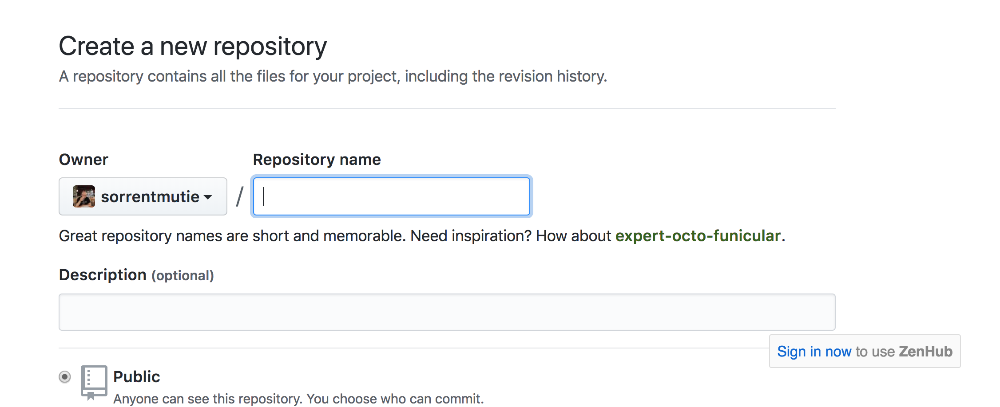 Create a new repository
A repository contains all the files for your project, including the revision history.
Owner
Repository name
sorrentmutie
/
Great repository names are short and memorable. Need inspiration? How about expert-octo-funicular.
Description (optional)
Sign in now to use ZenHub
Public
Anyone can see this repository. You choose who can commit.